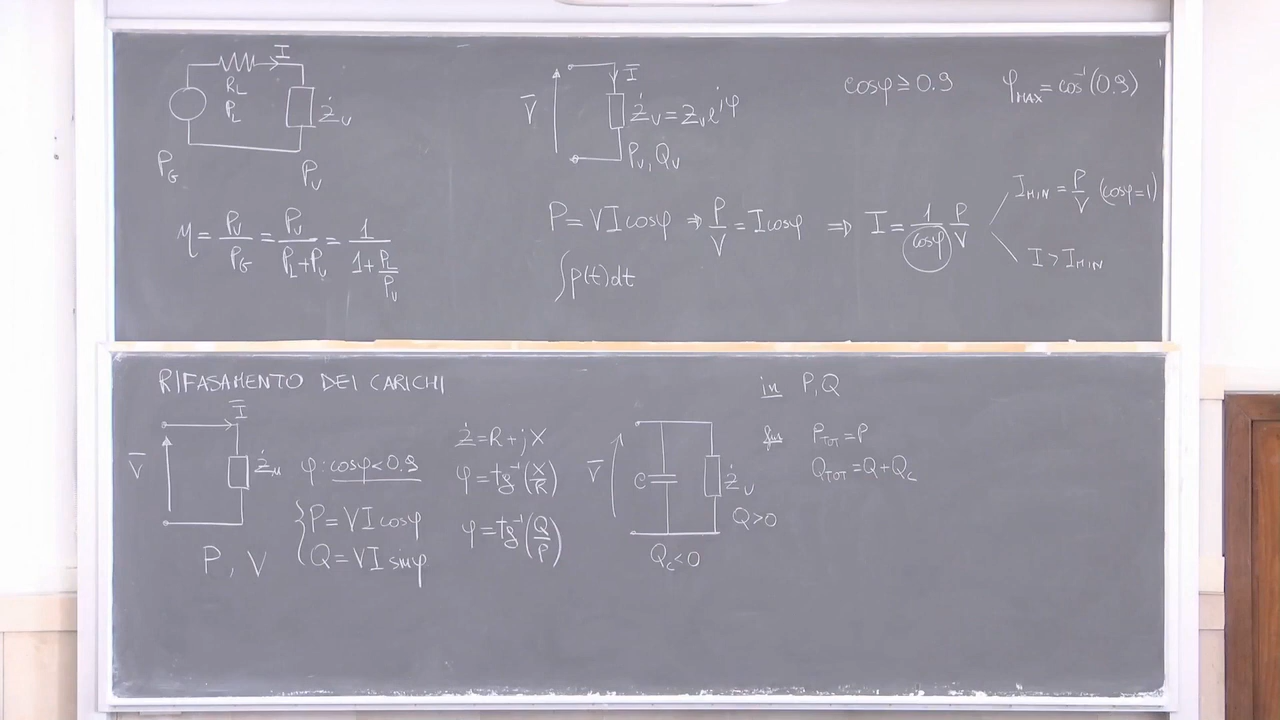 I̅
R_L
P_L
Ż_U
P_G
P_U
η = P_U/P_G = P_U/(P_L+P_U) = 1/(1+P_L/P_U)
V̅
I̅
Ż_U = Z_U e^{jφ}
P_U, Q_U
P = VI cosφ ⇒ P/V = I cosφ ⇒ I = 1/cosφ P/V
∫p(t)dt
cosφ ≥ 0.9
φ_MAX = cos⁻¹(0.9)
I_MIN = P/V (cosφ=1)
I > I_MIN
RIFASAMENTO DEI CARICHI
I̅
V̅
Ż_u
P, V
φ: cosφ < 0.9
P = VI cosφ
Q = VI sinφ
Ż = R + jX
φ = tg⁻¹(X/R)
φ = tg⁻¹(Q/P)
V̅
C
Ż_U
Q>0
Q_C<0
in P,Q
fin P_TOT = P
Q_TOT = Q + Q_C